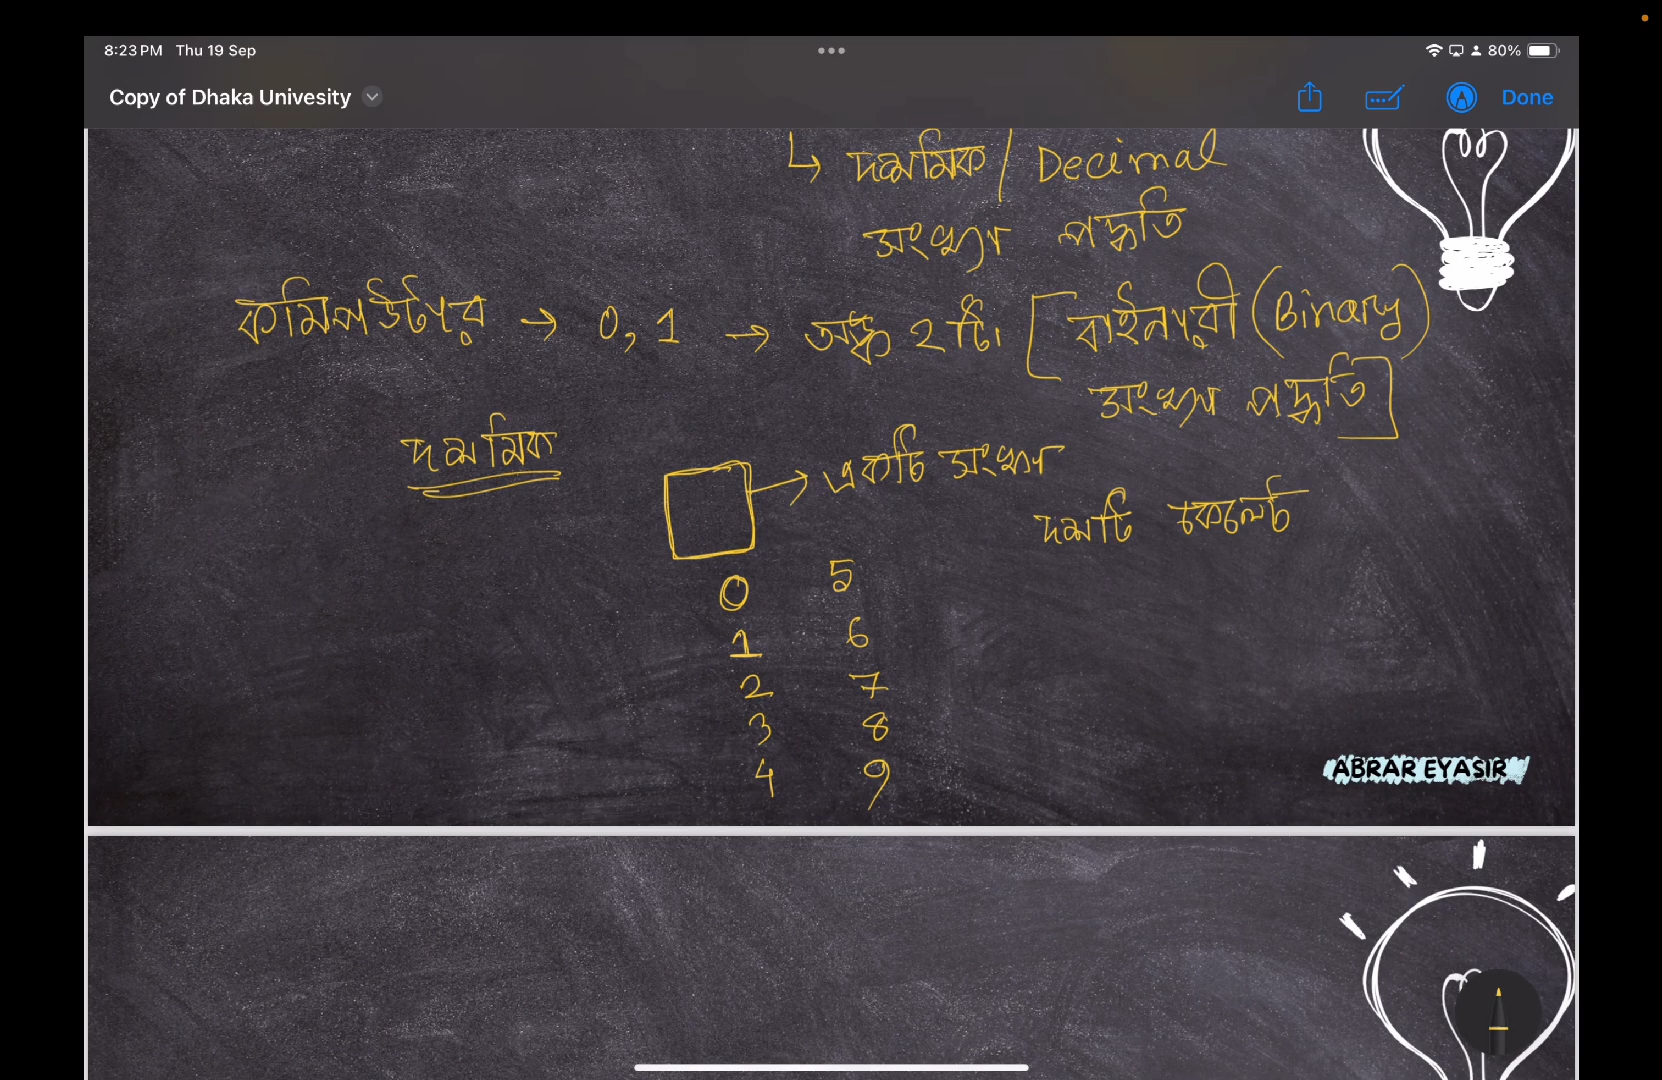 8:23 PM Thu 19 Sep
80%
Copy of Dhaka Univesity
Done
↳ দশমিক / Decimal
সংখ্যা পদ্ধতি
কম্পিউটার → 0, 1 → অঙ্ক ২টি। [বাইনারী (Binary)
সংখ্যা পদ্ধতি]
দশমিক
→ একটি সংখ্যা
দশটি
0 5
1 6
2 7
3 8
4 9
ABRAR EYASIR